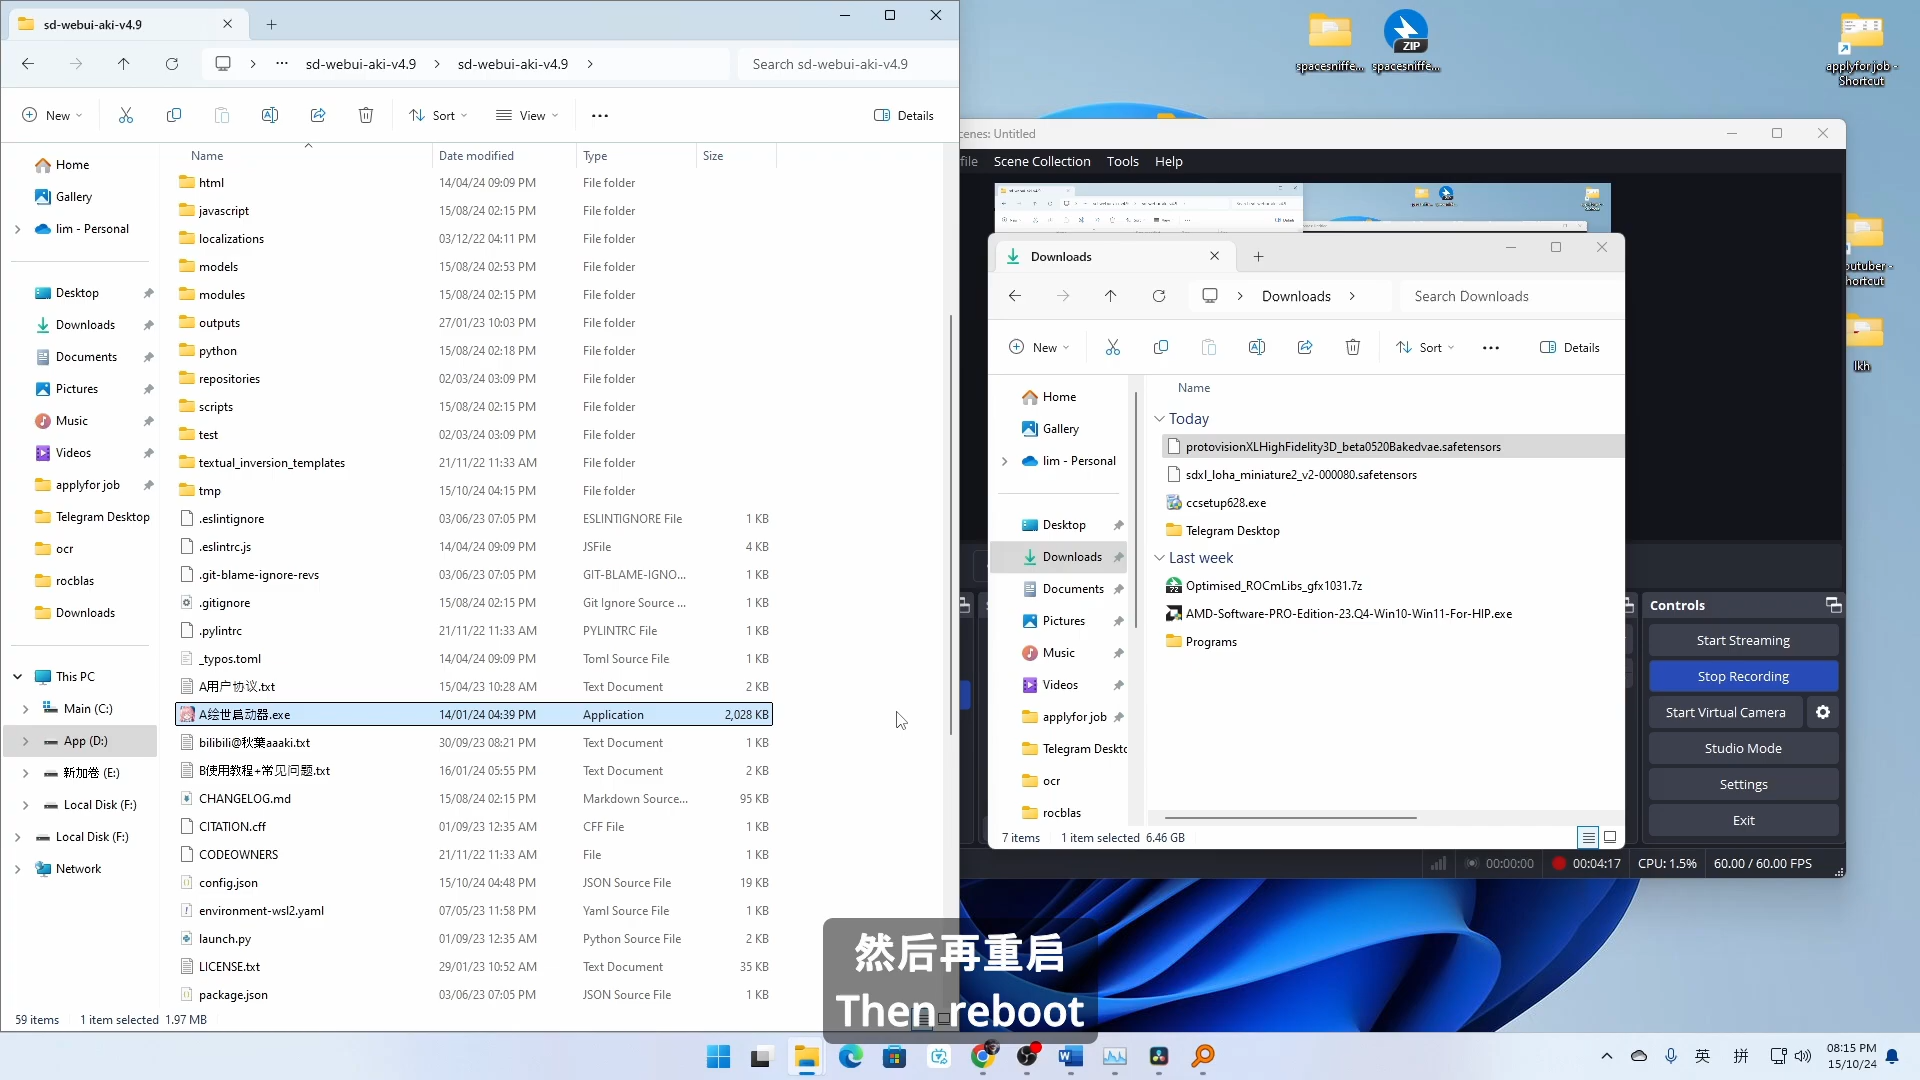 sd-webui-aki-v4.9
sd-webui-aki-v4.9
sd-webui-aki-v4.9
Search sd-webui-aki-v4.9
New
Sort
View
Details
Name
Date modified
Type
Size
Home
Gallery
lim - Personal
Desktop
Downloads
Documents
Pictures
Music
Videos
applyfor job
Telegram Desktop
ocr
rocblas
Downloads
This PC
Main (C:)
App (D:)
新加卷 (E:)
Local Disk (F:)
Local Disk (F:)
Network
html 14/04/24 09:09 PM File folder
javascript 15/08/24 02:15 PM File folder
localizations 03/12/22 04:11 PM File folder
models 15/08/24 02:53 PM File folder
modules 15/08/24 02:15 PM File folder
outputs 27/01/23 10:03 PM File folder
python 15/08/24 02:18 PM File folder
repositories 02/03/24 03:09 PM File folder
scripts 15/08/24 02:15 PM File folder
test 02/03/24 03:09 PM File folder
textual_inversion_templates 21/11/22 11:33 AM File folder
tmp 15/10/24 04:15 PM File folder
.eslintignore 03/06/23 07:05 PM ESLINTIGNORE File 1 KB
.eslintrc.js 14/04/24 09:09 PM JSFile 4 KB
.git-blame-ignore-revs 03/06/23 07:05 PM GIT-BLAME-IGNO... 1 KB
.gitignore 15/08/24 02:15 PM Git Ignore Source ... 1 KB
.pylintrc 21/11/22 11:33 AM PYLINTRC File 1 KB
_typos.toml 14/04/24 09:09 PM Toml Source File 1 KB
A用户协议.txt 15/04/23 10:28 AM Text Document 2 KB
A绘世启动器.exe 14/01/24 04:39 PM Application 2,028 KB
bilibili@秋葉aaaki.txt 30/09/23 08:21 PM Text Document 1 KB
B使用教程+常见问题.txt 16/01/24 05:55 PM Text Document 2 KB
CHANGELOG.md 15/08/24 02:15 PM Markdown Source... 95 KB
CITATION.cff 01/09/23 12:35 AM CFF File 1 KB
CODEOWNERS 21/11/22 11:33 AM File 1 KB
config.json 15/10/24 04:48 PM JSON Source File 19 KB
environment-wsl2.yaml 07/05/23 11:58 PM Yaml Source File 1 KB
launch.py 01/09/23 12:35 AM Python Source File 2 KB
LICENSE.txt 29/01/23 10:52 AM Text Document 35 KB
package.json 03/06/23 07:05 PM JSON Source File 1 KB
59 items 1 item selected 1.97 MB
spacesniffe...
spacesniffe...
ZIP
applyfor job -
Shortcut
cenes: Untitled
file Scene Collection Tools Help
Downloads
Downloads
Search Downloads
New
Sort
Details
Home
Gallery
lim - Personal
Desktop
Downloads
Documents
Pictures
Music
Videos
applyfor job
Telegram Deskto
ocr
rocblas
Name
Today
protovisionXLHighFidelity3D_beta0520Bakedvae.safetensors
sdxl_loha_miniature2_v2-000080.safetensors
ccsetup628.exe
Telegram Desktop
Last week
Optimised_ROCmLibs_gfx1031.7z
AMD-Software-PRO-Edition-23.Q4-Win10-Win11-For-HIP.exe
Programs
7 items 1 item selected 6.46 GB
outuber -
hortcut
lkh
Controls
Start Streaming
Stop Recording
Start Virtual Camera
Studio Mode
Settings
Exit
00:00:00 00:04:17 CPU: 1.5% 60.00 / 60.00 FPS
然后再重启
Then reboot
英
拼
08:15 PM
15/10/24